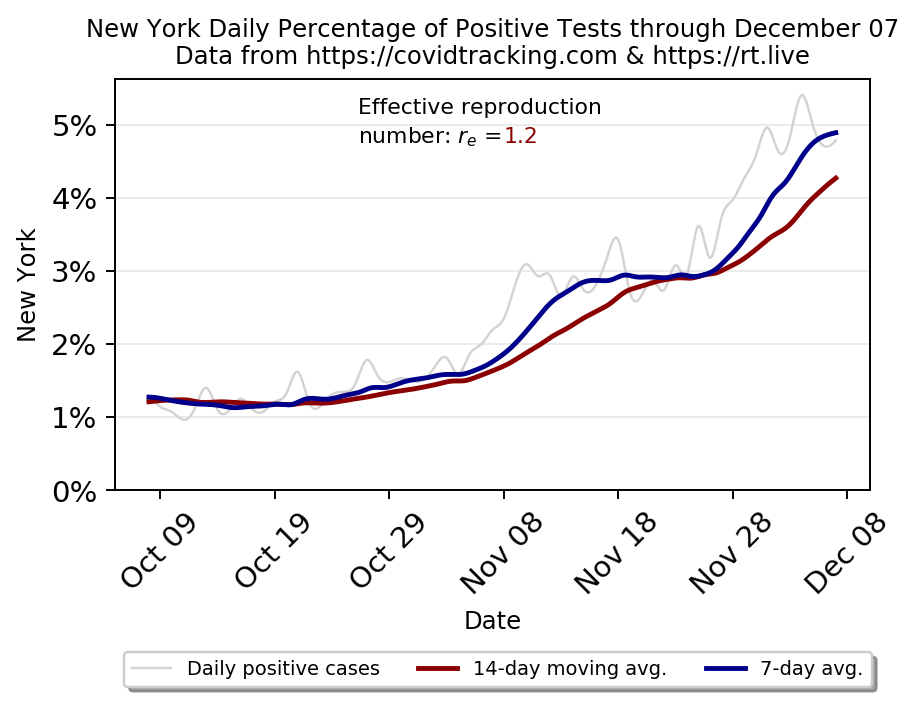 New York Daily Percentage of Positive Tests through December 07
Data from https://covidtracking.com & https://rt.live
Effective reproduction
number: rₑ =1.2
5%
4%
3%
2%
1%
0%
New York
Oct 09
Oct 19
Oct 29
Nov 08
Nov 18
Nov 28
Dec 08
Date
Daily positive cases
14-day moving avg.
7-day avg.